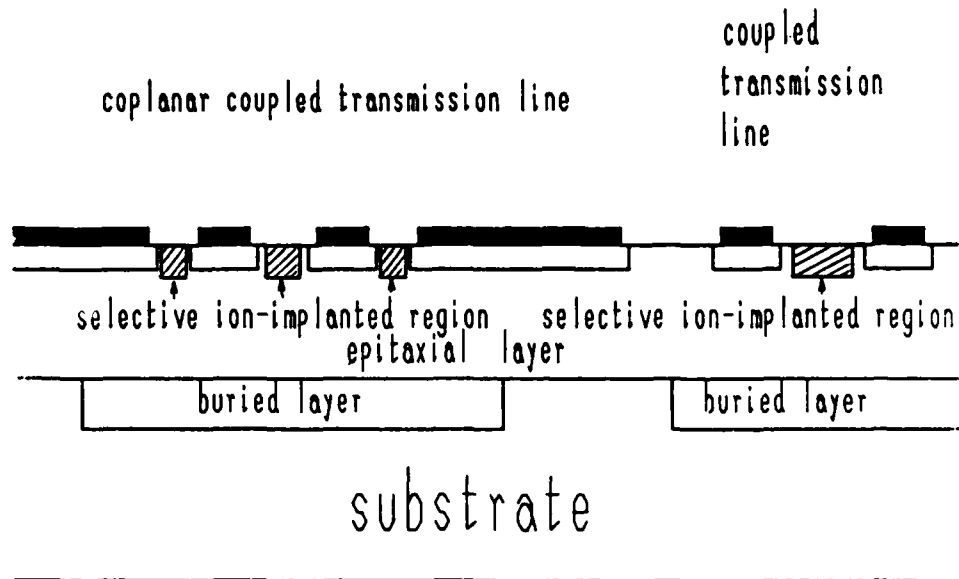 coplanar coupled transmission line
coupled
transmission
line
selective ion-implanted region
selective ion-implanted region
epitaxial layer
buried layer
buried layer
substrate